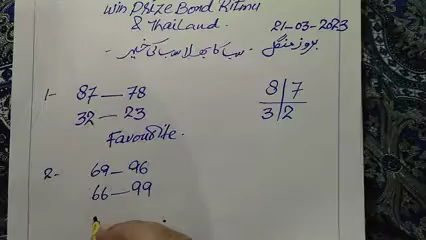 Win Prize Bond Ritmu
& Thailand.
21-03-2023
بروز منگل - سب کا بھلا سب کی خیر -
1- 87 — 78
32 — 23
8 7
3 2
Favourite.
2- 69 — 96
66 — 99